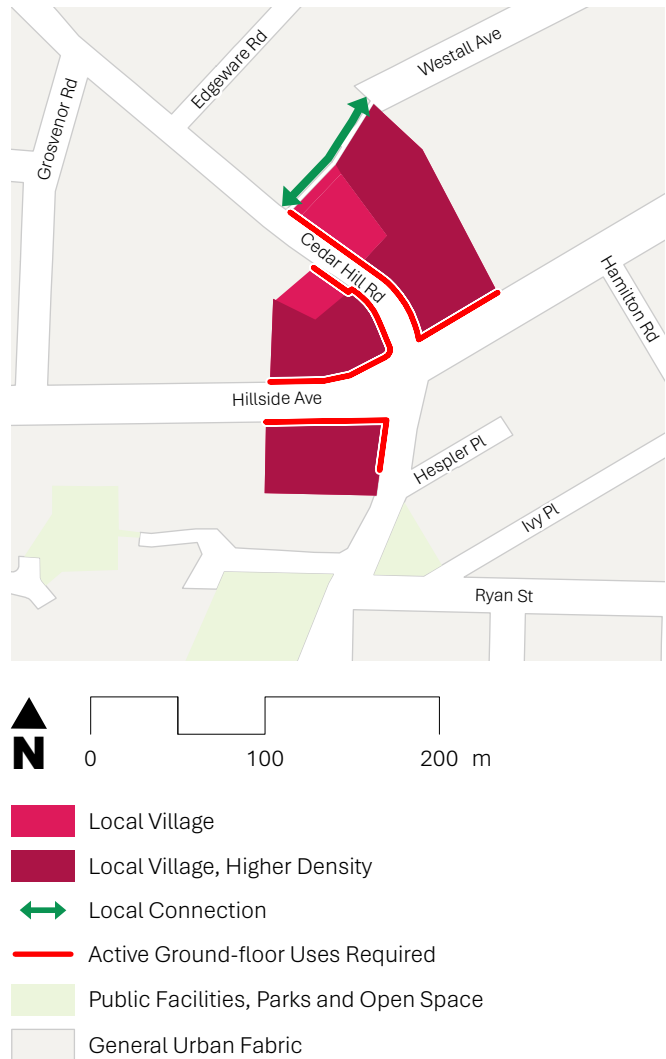 Westall Ave
Edgeware Rd
Grosvenor Rd
Cedar Hill Rd
Hamilton Rd
Hillside Ave
Hespler Pl
Ivy Pl
Ryan St
N
0 100 200 m
Local Village
Local Village, Higher Density
Local Connection
Active Ground-floor Uses Required
Public Facilities, Parks and Open Space
General Urban Fabric